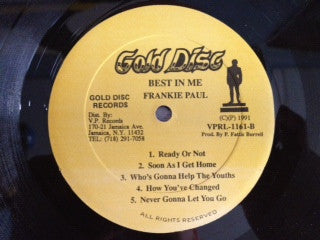 Gold Disc
BEST IN ME
FRANKIE PAUL
GOLD DISC
RECORDS
Dist. By:
V.P. Records
170-21 Jamaica Ave.
Jamaica, N.Y. 11432
TEL: (718) 291-7058
(C)(P) 1991
VPRL-1161-B
Prod. By P. Fattis Burrell
1. Ready Or Not
2. Soon As I Get Home
3. Who's Gonna Help The Youths
4. How You've Changed
5. Never Gonna Let You Go
ALL RIGHTS RESERVED